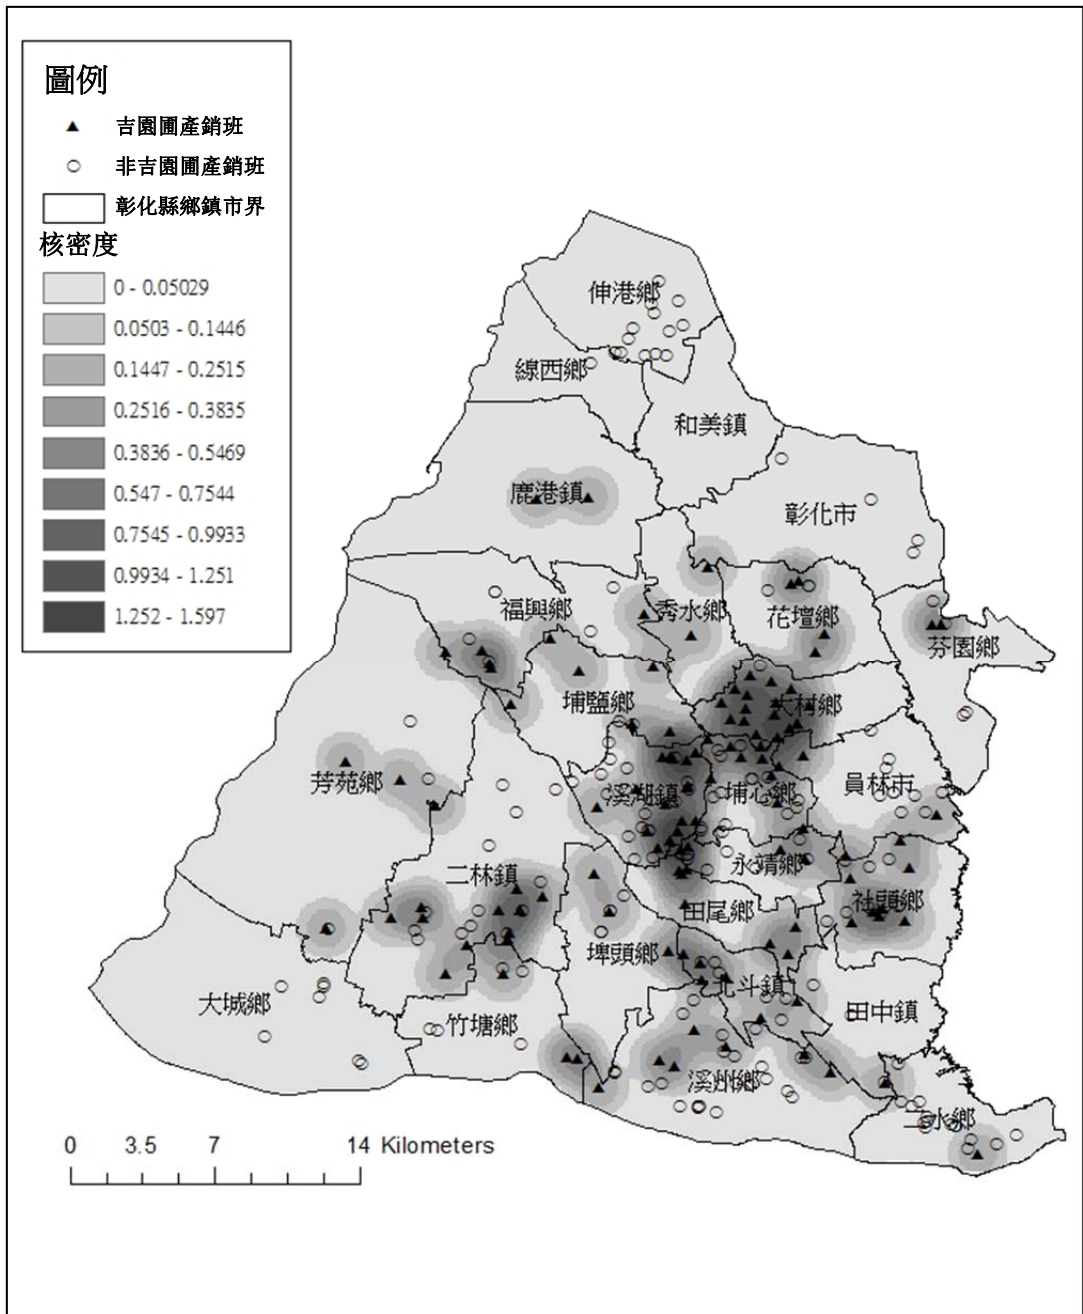 圖例
吉園圃產銷班
非吉園圃產銷班
彰化縣鄉鎮市界
核密度
0 - 0.05029
0.0503 - 0.1446
0.1447 - 0.2515
0.2516 - 0.3835
0.3836 - 0.5469
0.547 - 0.7544
0.7545 - 0.9933
0.9934 - 1.251
1.252 - 1.597
伸港鄉
線西鄉
和美鎮
鹿港鎮
彰化市
福興鄉
秀水鄉
花壇鄉
芬園鄉
埔鹽鄉
大村鄉
芳苑鄉
溪湖鎮
埔心鄉
員林市
二林鎮
永靖鄉
社頭鄉
田尾鄉
埤頭鄉
北斗鎮
大城鄉
竹塘鄉
田中鎮
溪州鄉
二水鄉
0 3.5 7 14 Kilometers